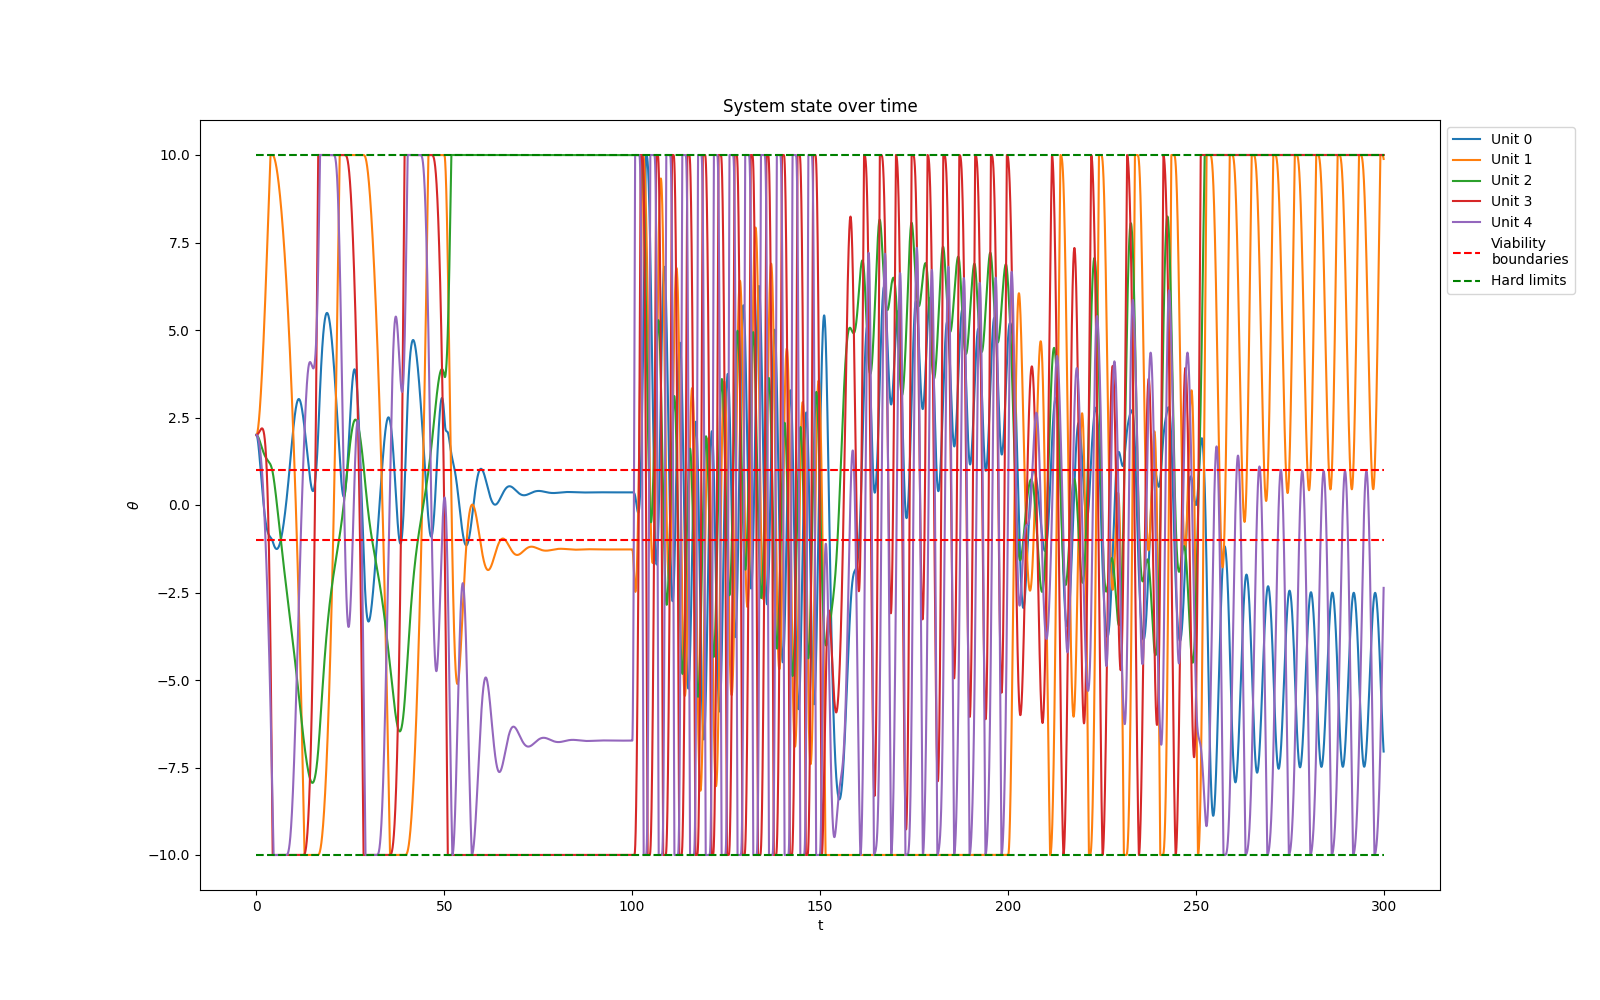 System state over time
10.0
7.5
5.0
2.5
0.0
−2.5
−5.0
−7.5
−10.0
θ
0
50
100
150
200
250
300
t
Unit 0
Unit 1
Unit 2
Unit 3
Unit 4
Viability
boundaries
Hard limits